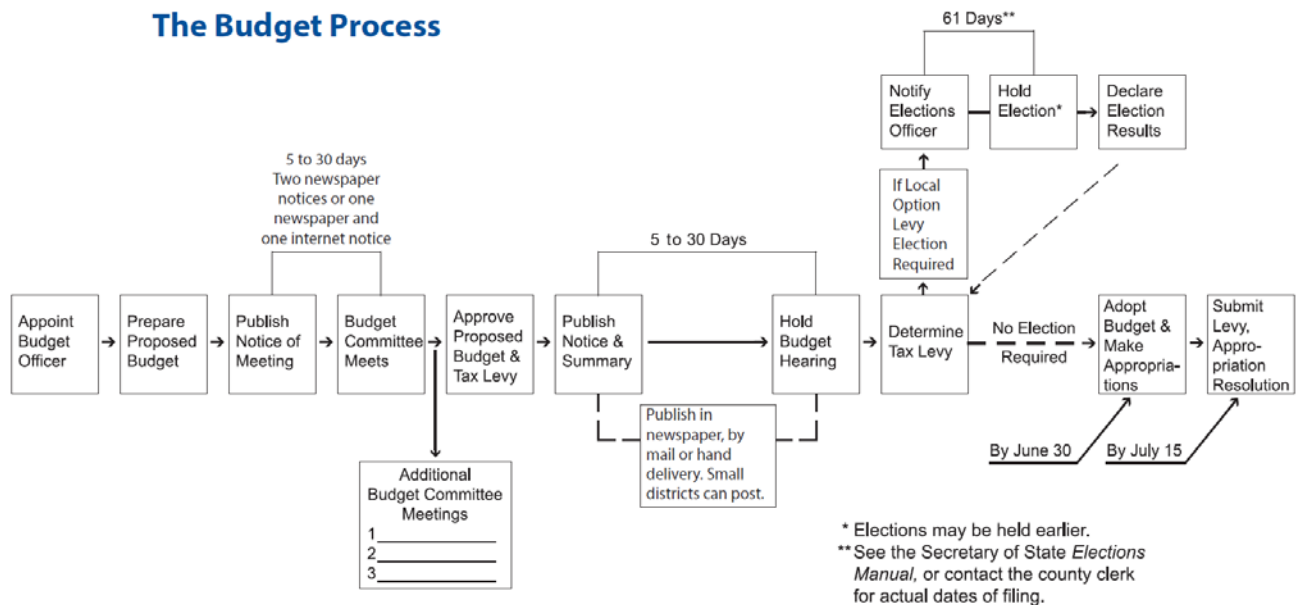 The Budget Process
61 Days**
Notify
Elections
Officer
Hold
Election*
Declare
Election
Results
5 to 30 days
Two newspaper
notices or one
newspaper and
one internet notice
If Local
Option
Levy
Election
Required
5 to 30 Days
Appoint
Budget
Officer
Prepare
Proposed
Budget
Publish
Notice of
Meeting
Budget
Committee
Meets
Approve
Proposed
Budget &
Tax Levy
Publish
Notice &
Summary
Hold
Budget
Hearing
Determine
Tax Levy
No Election
Required
Adopt
Budget &
Make
Appropria-
tions
Submit
Levy,
Appro-
priation
Resolution
Publish in
newspaper, by
mail or hand
delivery. Small
districts can post.
By June 30
By July 15
Additional
Budget Committee
Meetings
1
2
3
* Elections may be held earlier.
** See the Secretary of State Elections
Manual, or contact the county clerk
for actual dates of filing.